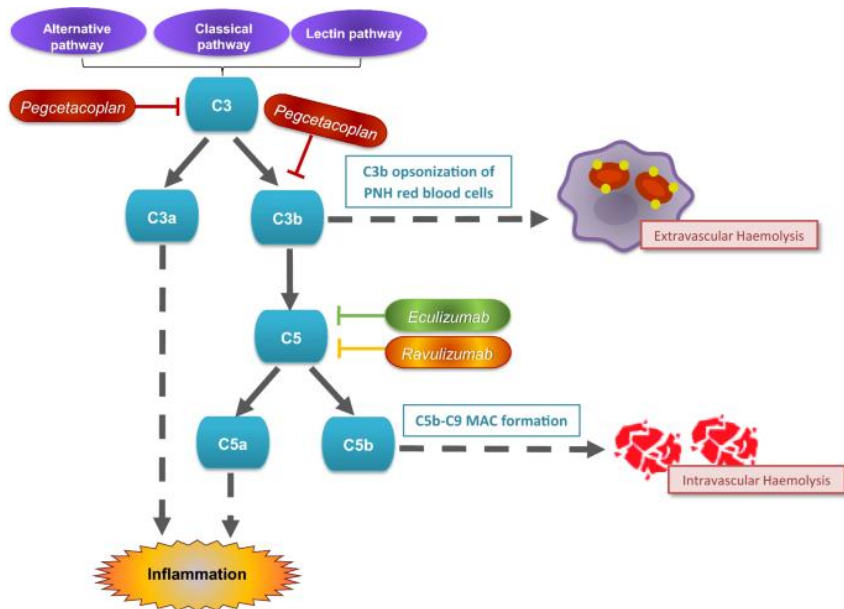 Alternative
pathway
Classical
pathway
Lectin pathway
C3
Pegcetacoplan
Pegcetacoplan
C3b opsonization of
PNH red blood cells
C3a
C3b
Extravascular Haemolysis
Eculizumab
C5
Ravulizumab
C5b-C9 MAC formation
C5a
C5b
Intravascular Haemolysis
Inflammation